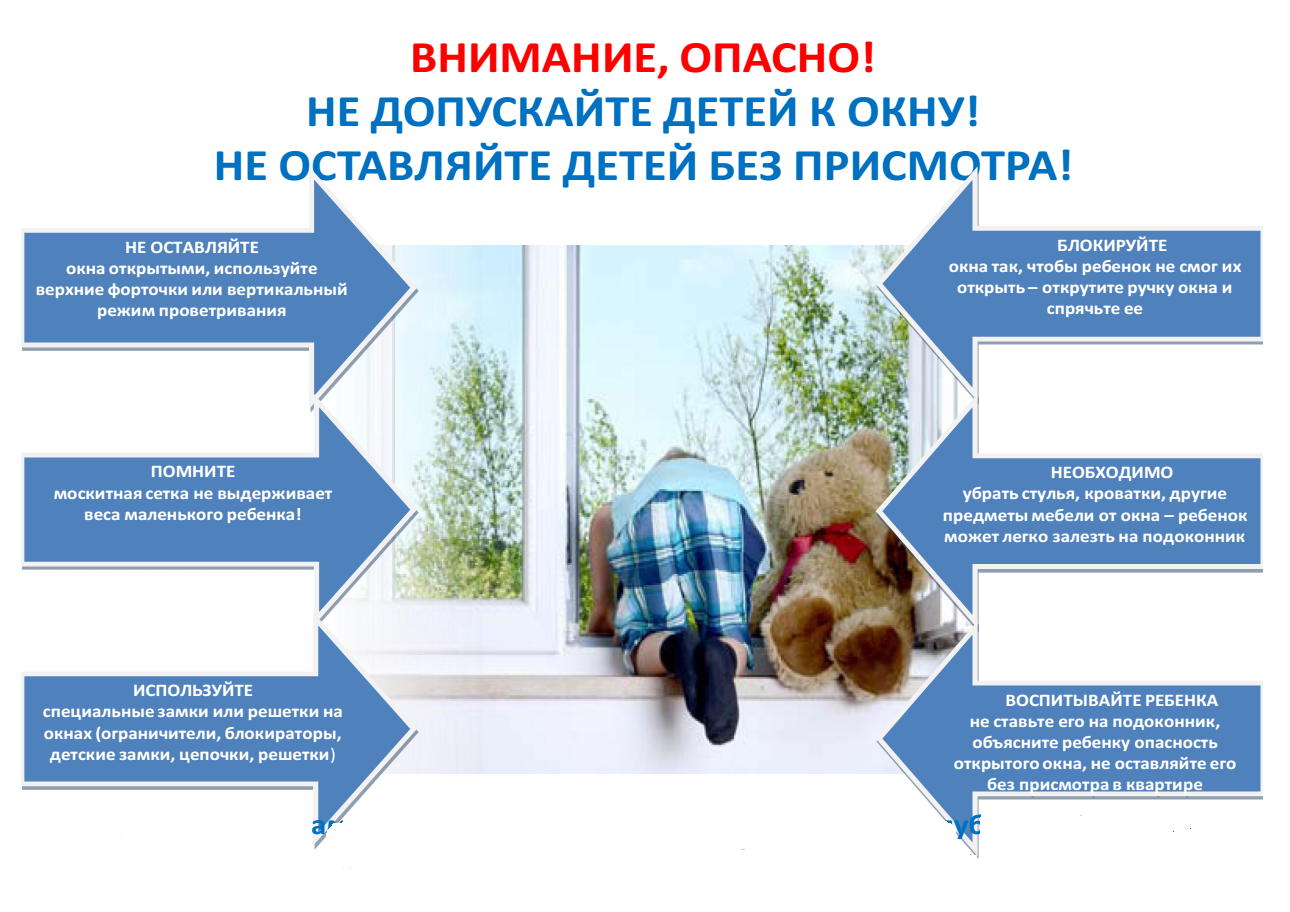 ВНИМАНИЕ, ОПАСНО!
НЕ ДОПУСКАЙТЕ ДЕТЕЙ К ОКНУ!
НЕ ОСТАВЛЯЙТЕ ДЕТЕЙ БЕЗ ПРИСМОТРА!
НЕ ОСТАВЛЯЙТЕ
окна открытыми, используйте
верхние форточки или вертикальный
режим проветривания
ПОМНИТЕ
москитная сетка не выдерживает
веса маленького ребенка!
ИСПОЛЬЗУЙТЕ
специальные замки или решетки на
окнах (ограничители, блокираторы,
детские замки, цепочки, решетки)
БЛОКИРУЙТЕ
окна так, чтобы ребенок не смог их
открыть – открутите ручку окна и
спрячьте ее
НЕОБХОДИМО
убрать стулья, кроватки, другие
предметы мебели от окна – ребенок
может легко залезть на подоконник
ВОСПИТЫВАЙТЕ РЕБЕНКА
не ставьте его на подоконник,
объясните ребенку опасность
открытого окна, не оставляйте его
без присмотра в квартире